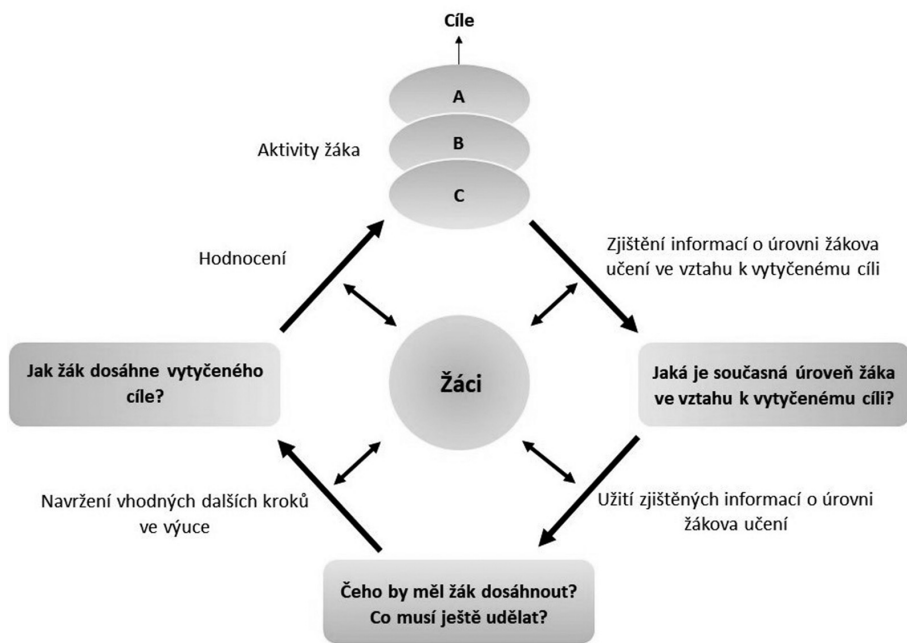 Cíle
A
B
C
Aktivity žáka
Hodnocení
Zjištění informací o úrovni žákova
učení ve vztahu k vytyčenému cíli
Jak žák dosáhne vytyčeného
cíle?
Žáci
Jaká je současná úroveň žáka
ve vztahu k vytyčenému cíli?
Navržení vhodných dalších kroků
ve výuce
Užití zjištěných informací o úrovni
žákova učení
Čeho by měl žák dosáhnout?
Co musí ještě udělat?